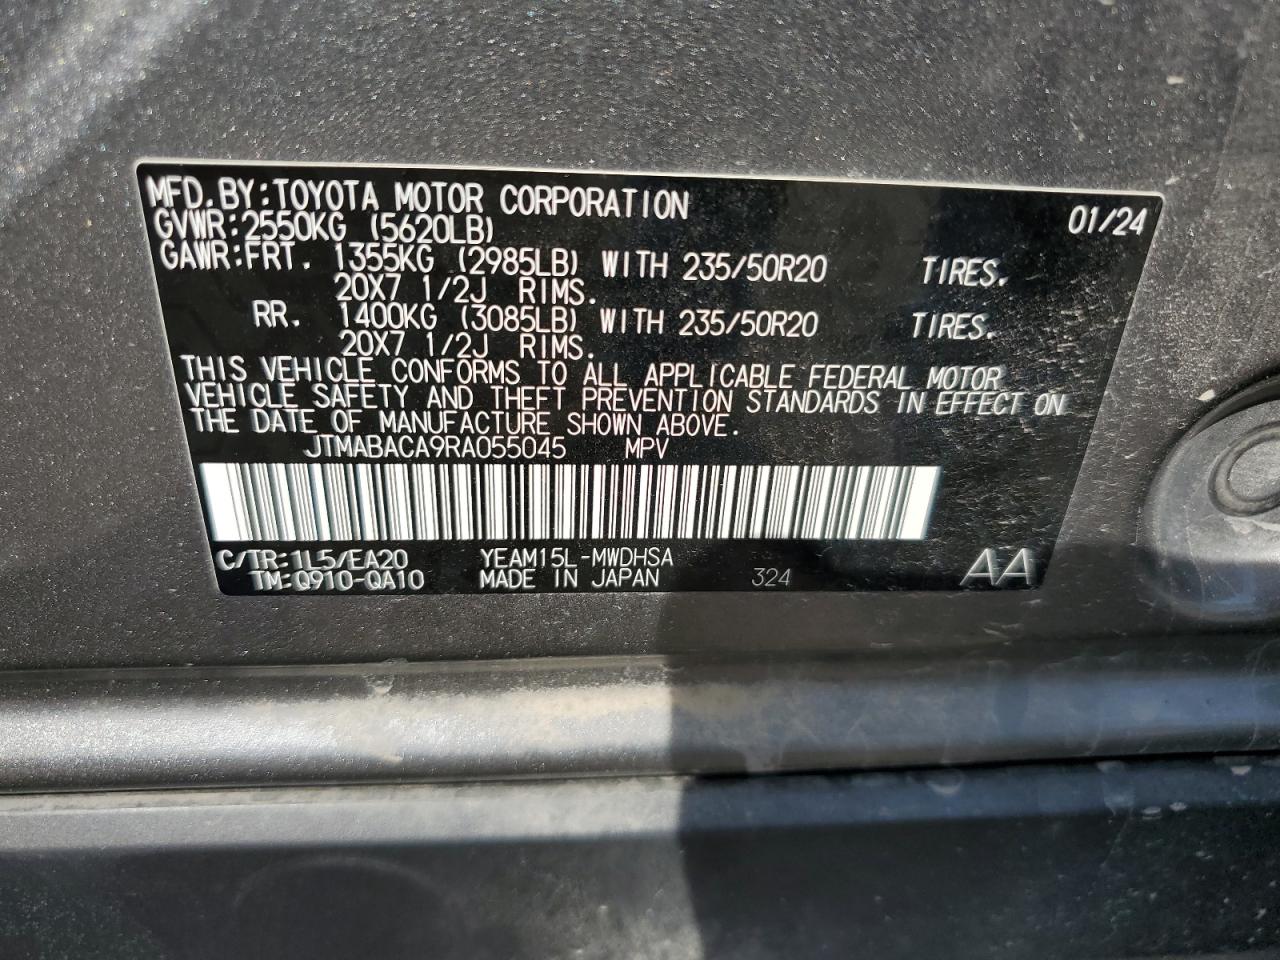 MFD. BY: TOYOTA MOTOR CORPORATION 01/24
GVWR: 2550KG (5620LB)
GAWR: FRT. 1355KG (2985LB) WITH 235/50R20 TIRES.
20X7 1/2J RIMS.
RR. 1400KG (3085LB) WITH 235/50R20 TIRES.
20X7 1/2J RIMS.
THIS VEHICLE CONFORMS TO ALL APPLICABLE FEDERAL MOTOR
VEHICLE SAFETY AND THEFT PREVENTION STANDARDS IN EFFECT ON
THE DATE OF MANUFACTURE SHOWN ABOVE.
JTMABACA9RA055045 MPV
C/TR: 1L5/EA20 YEAM15L-MWDHSA
TM: Q910-QA10 MADE IN JAPAN 324 AA